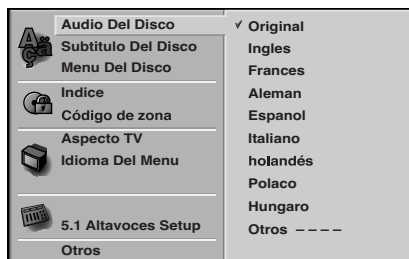 Audio Del Disco
Subtitulo Del Disco
Menu Del Disco
Indice
Código de zona
Aspecto TV
Idioma Del Menu
5.1 Altavoces Setup
Otros
✓ Original
Ingles
Frances
Aleman
Espanol
Italiano
holandés
Polaco
Hungaro
Otros – – – –